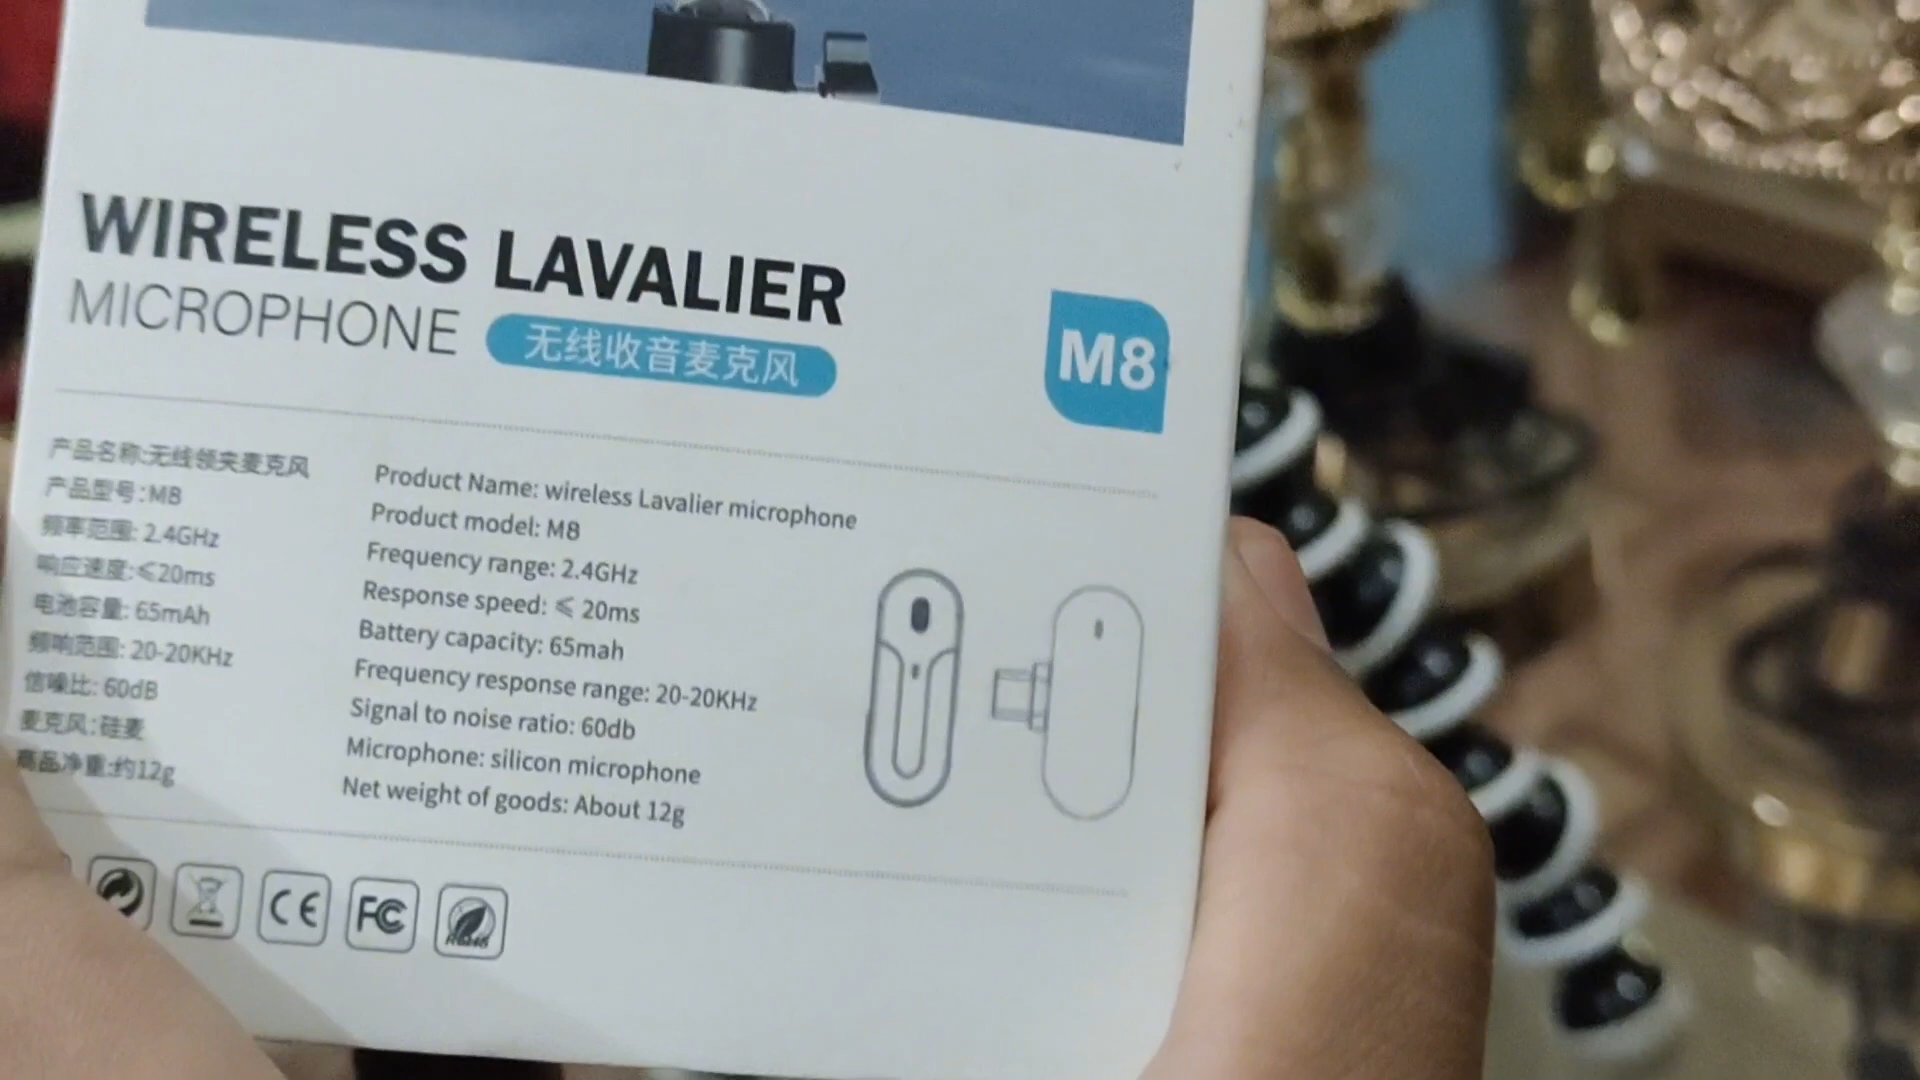 WIRELESS LAVALIER
MICROPHONE 无线收音麦克风
M8
产品名称:无线领夹麦克风
产品型号:M8
频率范围: 2.4GHz
响应速度:⩽20ms
电池容量: 65mAh
频响范围: 20-20KHz
信噪比: 60dB
麦克风:硅麦
商品净重:约12g
Product Name: wireless Lavalier microphone
Product model: M8
Frequency range: 2.4GHz
Response speed: ⩽ 20ms
Battery capacity: 65mah
Frequency response range: 20-20KHz
Signal to noise ratio: 60db
Microphone: silicon microphone
Net weight of goods: About 12g
CE FC RoHS